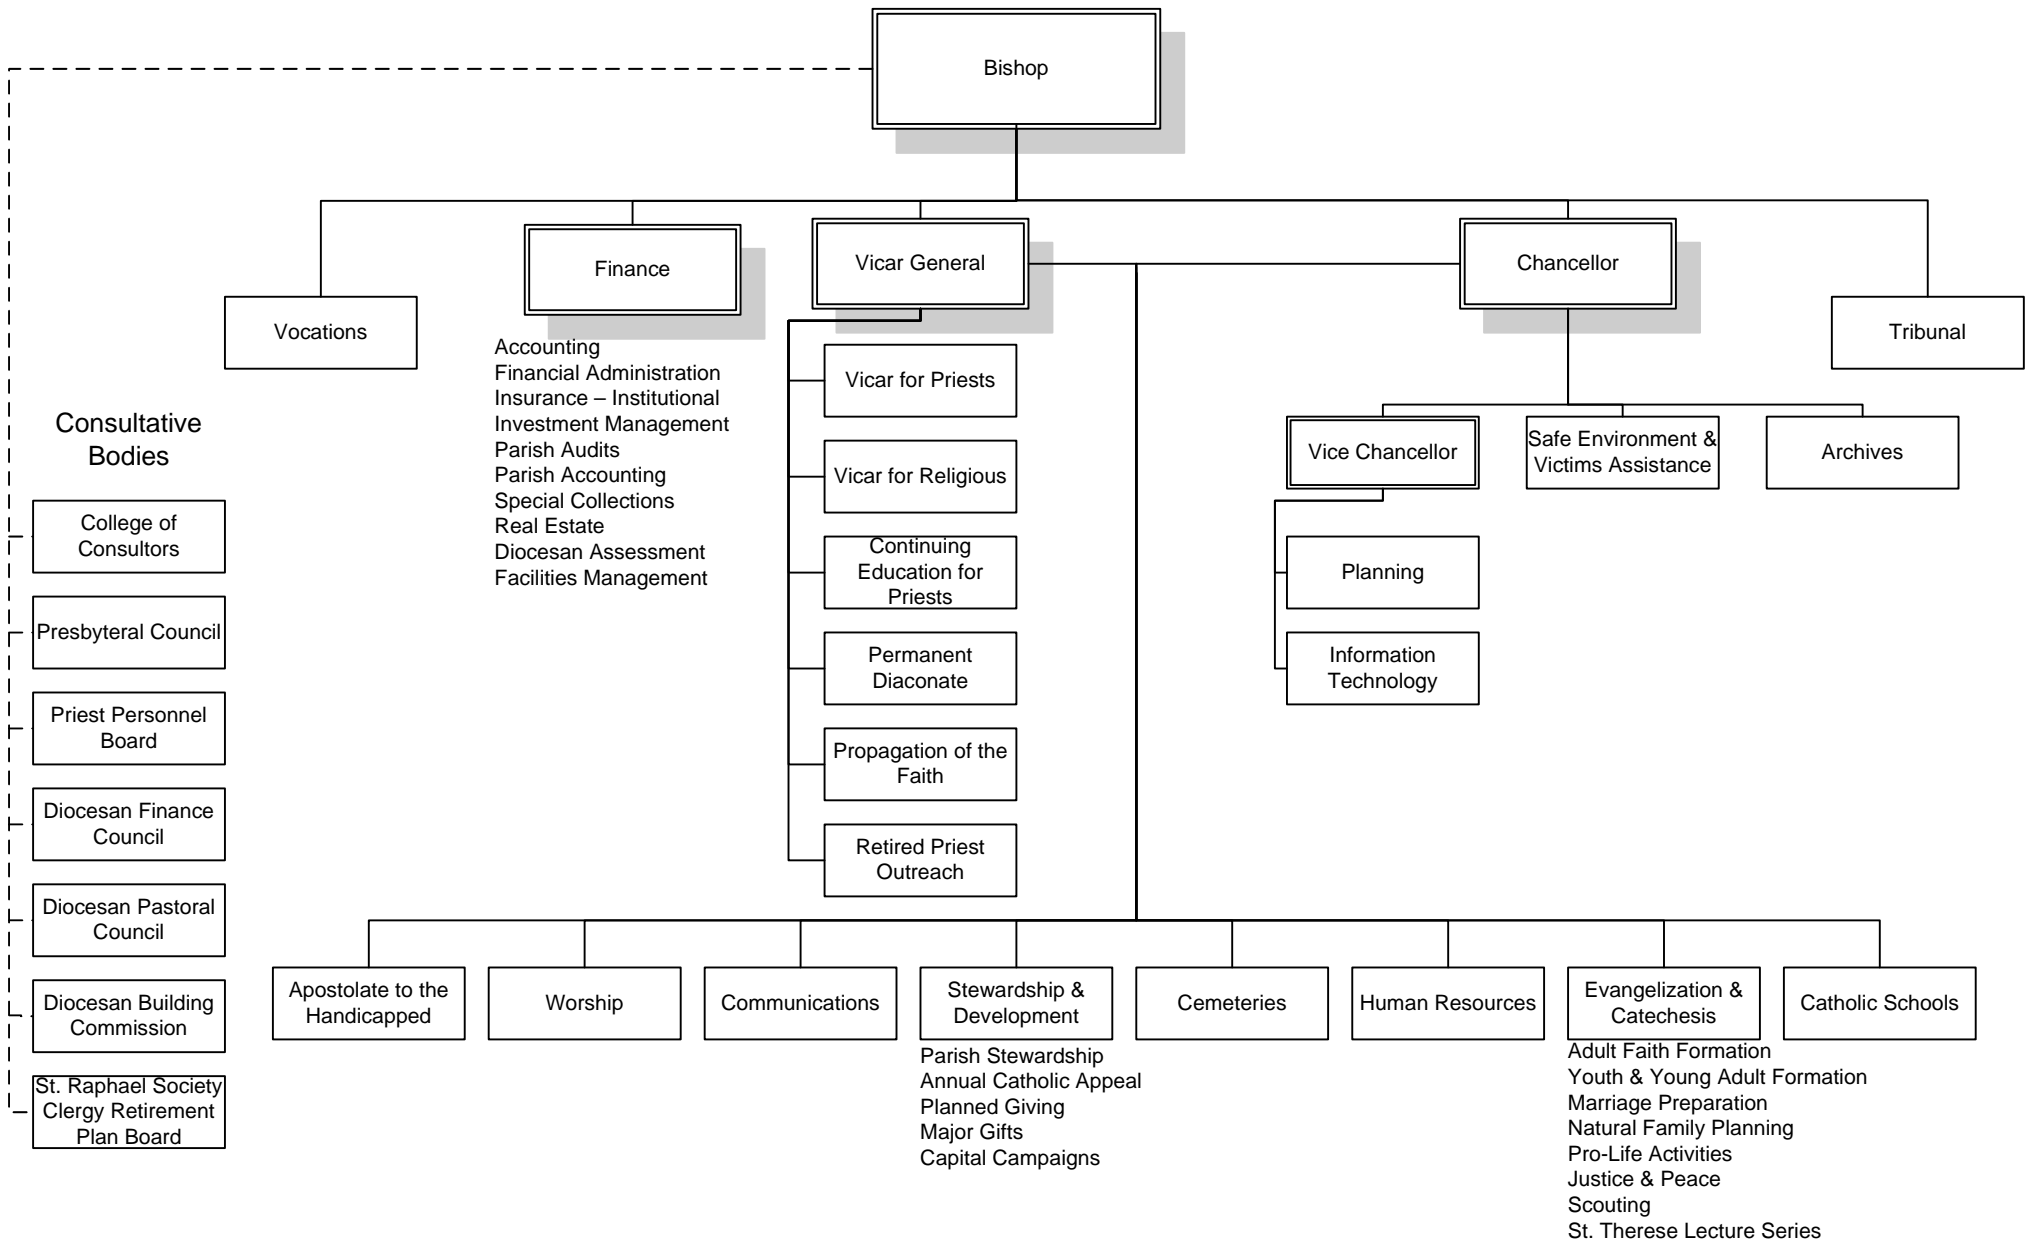 Bishop
Vocations
Finance
Accounting
Financial Administration
Insurance – Institutional
Investment Management
Parish Audits
Parish Accounting
Special Collections
Real Estate
Diocesan Assessment
Facilities Management
Vicar General
Vicar for Priests
Vicar for Religious
Continuing
Education for
Priests
Permanent
Diaconate
Propagation of the
Faith
Retired Priest
Outreach
Chancellor
Vice Chancellor
Planning
Information
Technology
Safe Environment &
Victims Assistance
Archives
Tribunal
Consultative
Bodies
College of
Consultors
Presbyteral Council
Priest Personnel
Board
Diocesan Finance
Council
Diocesan Pastoral
Council
Diocesan Building
Commission
St. Raphael Society
Clergy Retirement
Plan Board
Apostolate to the
Handicapped
Worship
Communications
Stewardship &
Development
Parish Stewardship
Annual Catholic Appeal
Planned Giving
Major Gifts
Capital Campaigns
Cemeteries
Human Resources
Evangelization &
Catechesis
Adult Faith Formation
Youth & Young Adult Formation
Marriage Preparation
Natural Family Planning
Pro-Life Activities
Justice & Peace
Scouting
St. Therese Lecture Series
Catholic Schools